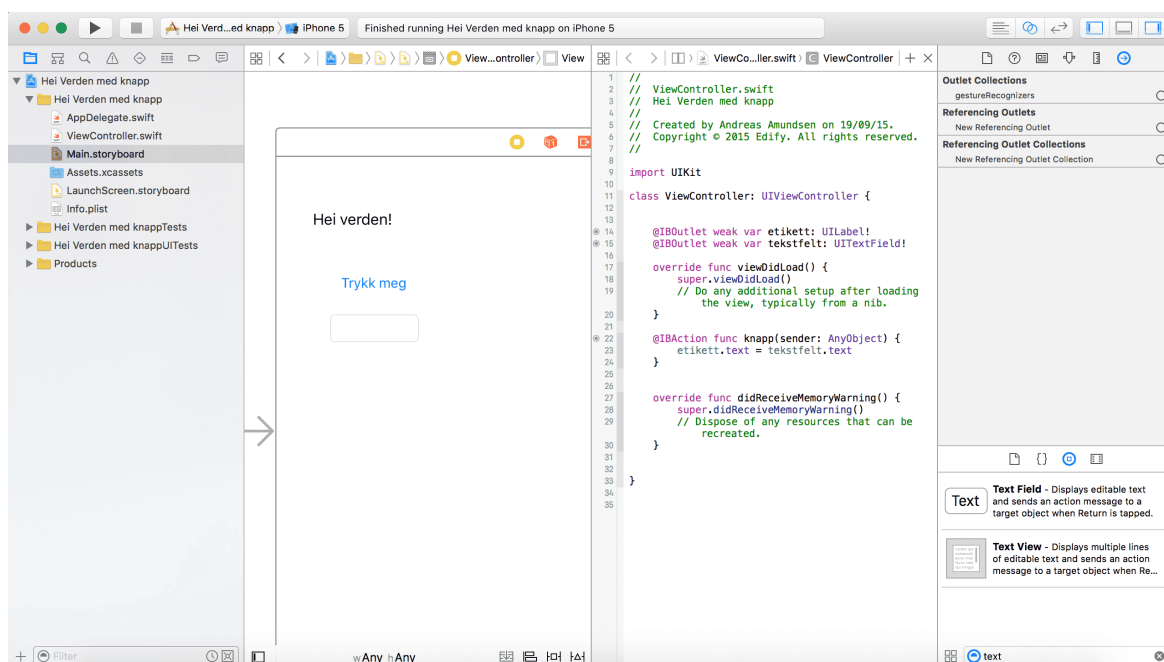 Hei Verd…ed knapp
iPhone 5
Finished running Hei Verden med knapp on iPhone 5
View…ontroller
View
ViewCo…ller.swift
ViewController
Hei Verden med knapp
Hei Verden med knapp
AppDelegate.swift
ViewController.swift
Main.storyboard
Assets.xcassets
LaunchScreen.storyboard
Info.plist
Hei Verden med knappTests
Hei Verden med knappUITests
Products
Filter
Hei verden!
Trykk meg
wAny hAny
1 //
2 // ViewController.swift
3 // Hei Verden med knapp
4 //
5 // Created by Andreas Amundsen on 19/09/15.
6 // Copyright © 2015 Edify. All rights reserved.
7 //
8
9 import UIKit
10
11 class ViewController: UIViewController {
12
13
14 @IBOutlet weak var etikett: UILabel!
15 @IBOutlet weak var tekstfelt: UITextField!
16
17 override func viewDidLoad() {
18 super.viewDidLoad()
19 // Do any additional setup after loading
the view, typically from a nib.
20 }
21
22 @IBAction func knapp(sender: AnyObject) {
23 etikett.text = tekstfelt.text
24 }
25
26
27 override func didReceiveMemoryWarning() {
28 super.didReceiveMemoryWarning()
29 // Dispose of any resources that can be
recreated.
30 }
31
32
33 }
34
35
Outlet Collections
gestureRecognizers
Referencing Outlets
New Referencing Outlet
Referencing Outlet Collections
New Referencing Outlet Collection
{}
Text
Text Field - Displays editable text
and sends an action message to a
target object when Return is tapped.
Text View - Displays multiple lines
of editable text and sends an action
message to a target object when Re…
text